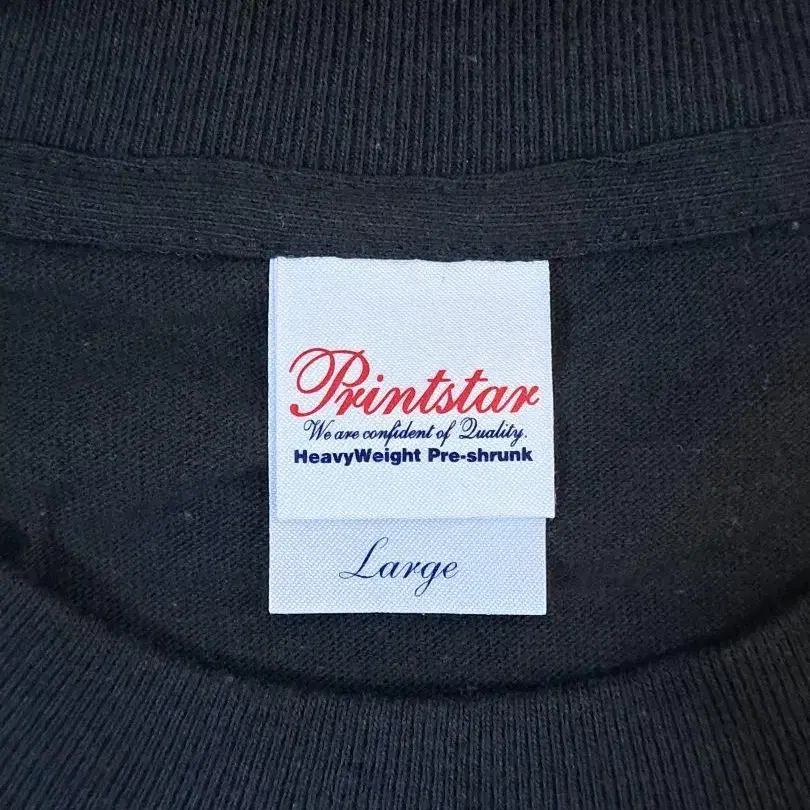 Printstar
We are confident of Quality.
HeavyWeight Pre-shrunk
Large